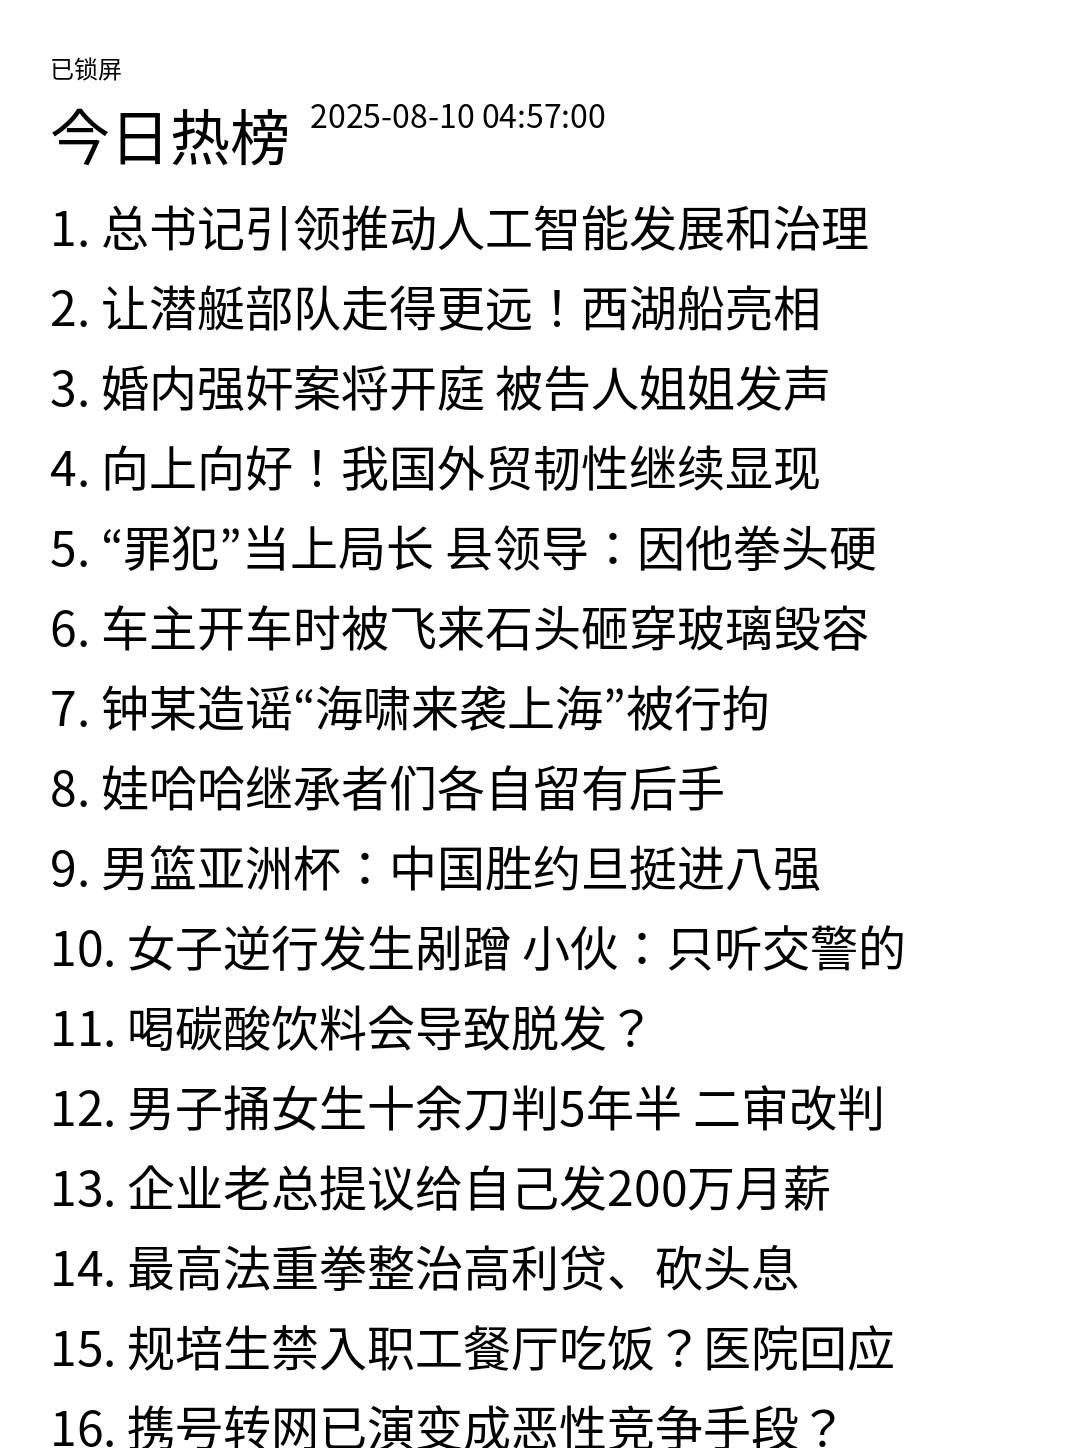 已锁屏
今日热榜 2025-08-10 04:57:00
1. 总书记引领推动人工智能发展和治理
2. 让潜艇部队走得更远！西湖船亮相
3. 婚内强奸案将开庭 被告人姐姐发声
4. 向上向好！我国外贸韧性继续显现
5. “罪犯”当上局长 县领导：因他拳头硬
6. 车主开车时被飞来石头砸穿玻璃毁容
7. 钟某造谣“海啸来袭上海”被行拘
8. 娃哈哈继承者们各自留有后手
9. 男篮亚洲杯：中国胜约旦挺进八强
10. 女子逆行发生剐蹭 小伙：只听交警的
11. 喝碳酸饮料会导致脱发？
12. 男子捅女生十余刀判5年半 二审改判
13. 企业老总提议给自己发200万月薪
14. 最高法重拳整治高利贷、砍头息
15. 规培生禁入职工餐厅吃饭？医院回应
16. 携号转网已演变成恶性竞争手段？